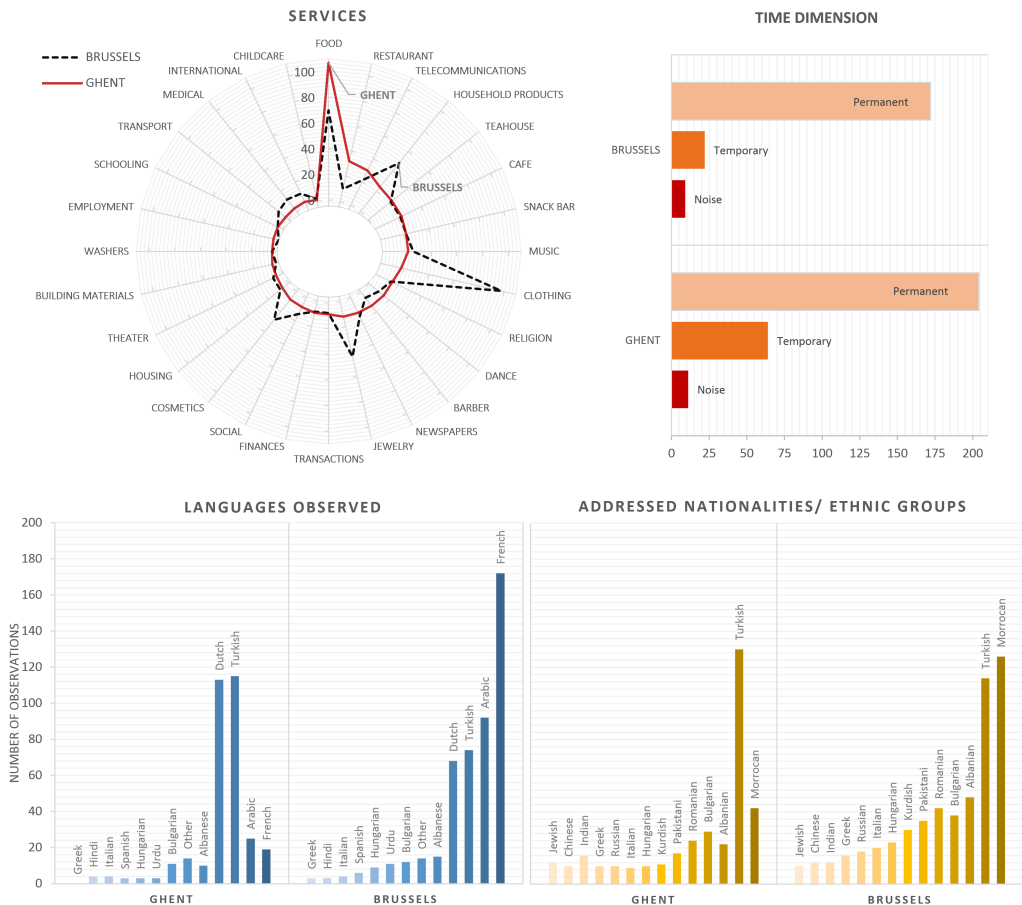 SERVICES
BRUSSELS
GHENT
FOOD
RESTAURANT
TELECOMMUNICATIONS
HOUSEHOLD PRODUCTS
TEAHOUSE
CAFE
SNACK BAR
MUSIC
CLOTHING
RELIGION
DANCE
BARBER
NEWSPAPERS
JEWELRY
TRANSACTIONS
FINANCES
SOCIAL
COSMETICS
HOUSING
THEATER
BUILDING MATERIALS
WASHERS
EMPLOYMENT
SCHOOLING
TRANSPORT
MEDICAL
INTERNATIONAL
CHILDCARE
100
80
60
40
20
0
GHENT
BRUSSELS
TIME DIMENSION
BRUSSELS
Permanent
Temporary
Noise
GHENT
Permanent
Temporary
Noise
0 25 50 75 100 125 150 175 200
LANGUAGES OBSERVED
NUMBER OF OBSERVATIONS
200
180
160
140
120
100
80
60
40
20
0
Greek
Hindi
Italian
Spanish
Hungarian
Urdu
Bulgarian
Other
Albanese
Dutch
Turkish
Arabic
French
GHENT
Greek
Hindi
Italian
Spanish
Hungarian
Urdu
Bulgarian
Other
Albanese
Dutch
Turkish
Arabic
French
BRUSSELS
ADDRESSED NATIONALITIES/ ETHNIC GROUPS
Jewish
Chinese
Indian
Greek
Russian
Italian
Hungarian
Kurdish
Pakistani
Romanian
Bulgarian
Albanian
Turkish
Morrocan
GHENT
Jewish
Chinese
Indian
Greek
Russian
Italian
Hungarian
Kurdish
Pakistani
Romanian
Bulgarian
Albanian
Turkish
Morrocan
BRUSSELS